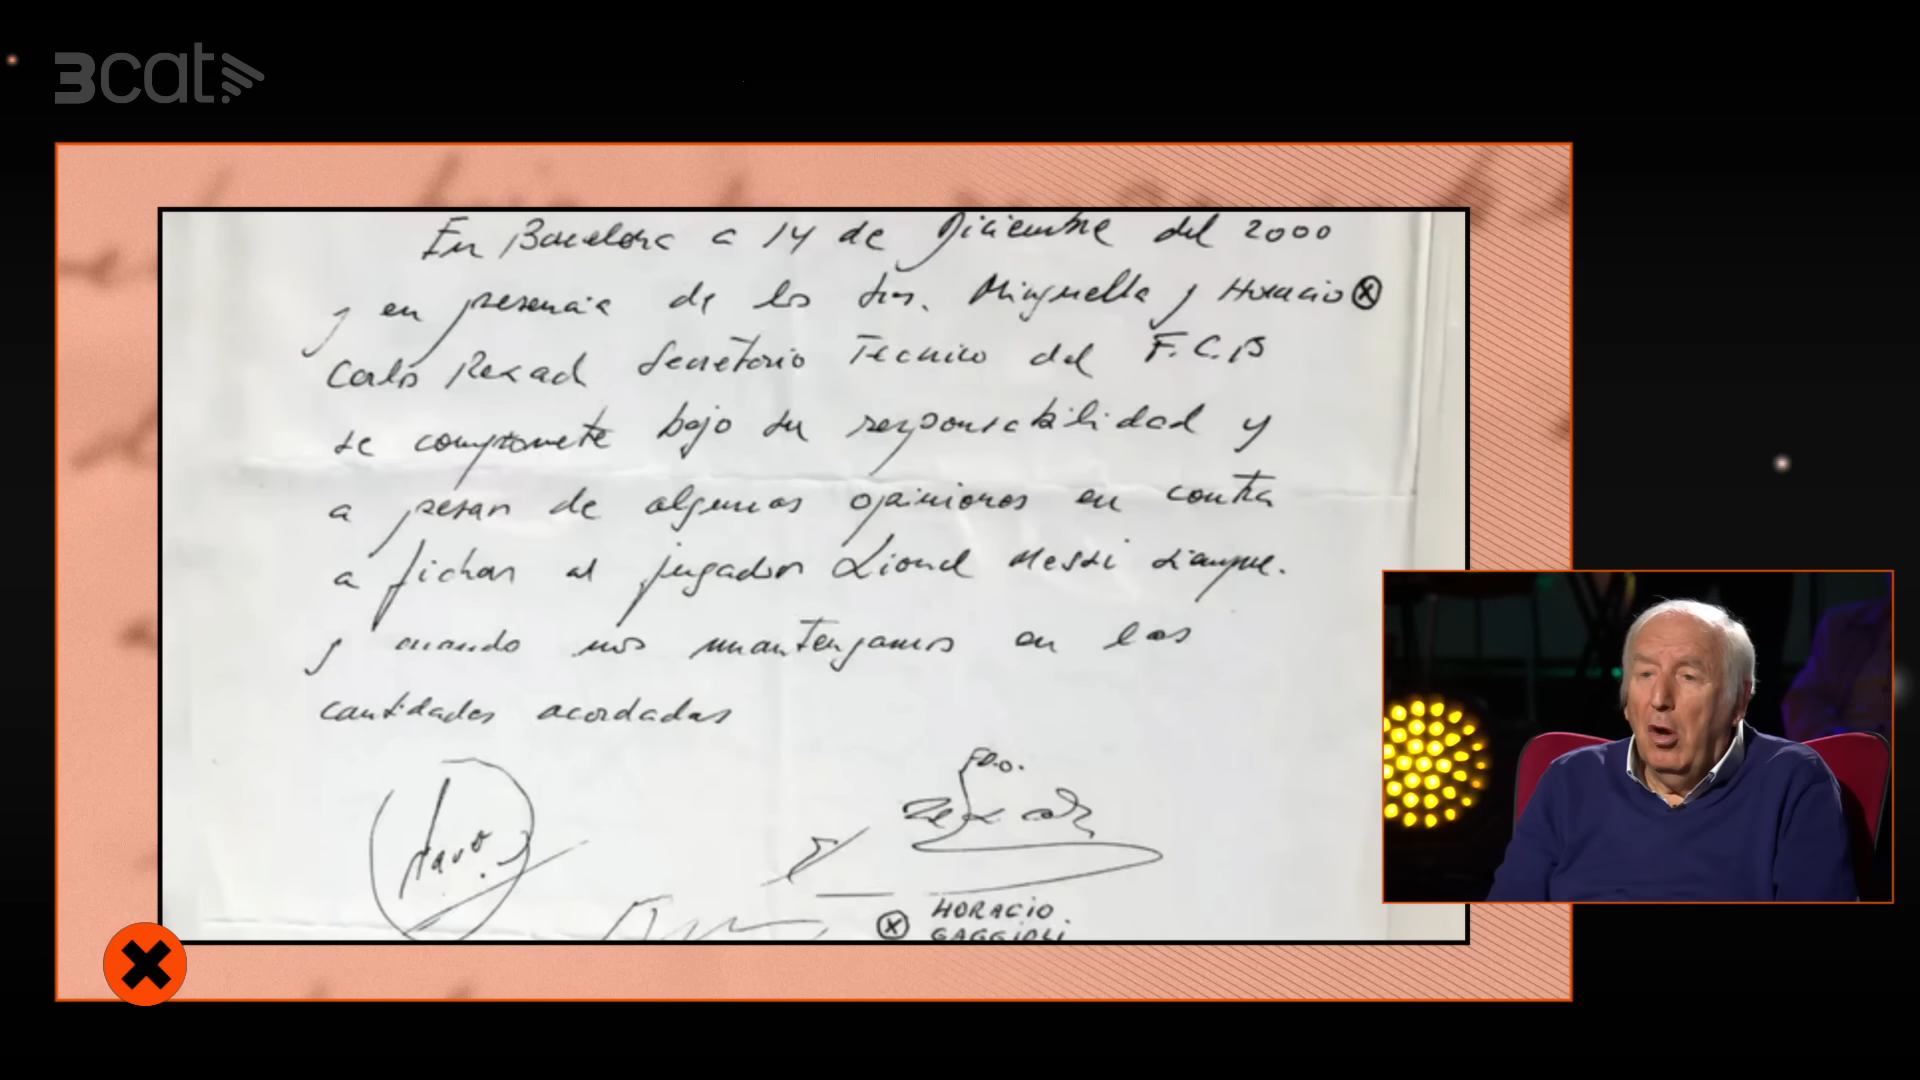 3cat
En Barcelona a 14 de Diciembre del 2000
y en presencia de los Srs. Minguella y Horacio
Carlos Rexad Secretario Tecnico del F.C.B
se compromete bajo su responsabilidad y
a pesar de algunas opiniones en contra
a fichar al jugador Lionel Messi siempre.
y cuando nos mantengamos en las
cantidades acordadas
Fdo.
Rexach
HORACIO
GAGGIOLI